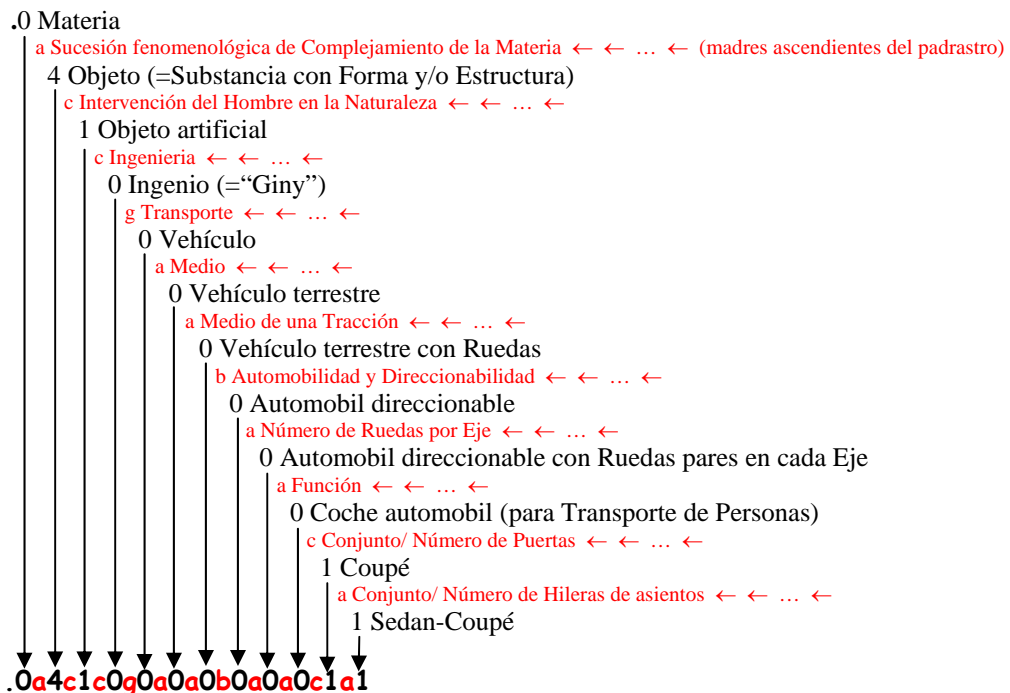 .0 Materia
a Sucesión fenomenológica de Complejamiento de la Materia ← ← … ← (madres ascendientes del padrastro)
4 Objeto (=Substancia con Forma y/o Estructura)
c Intervención del Hombre en la Naturaleza ← ← … ←
1 Objeto artificial
c Ingenieria ← ← … ←
0 Ingenio (=“Giny”)
g Transporte ← ← … ←
0 Vehículo
a Medio ← ← … ←
0 Vehículo terrestre
a Medio de una Tracción ← ← … ←
0 Vehículo terrestre con Ruedas
b Automobilidad y Direccionabilidad ← ← … ←
0 Automobil direccionable
a Número de Ruedas por Eje ← ← … ←
0 Automobil direccionable con Ruedas pares en cada Eje
a Función ← ← … ←
0 Coche automobil (para Transporte de Personas)
c Conjunto/ Número de Puertas ← ← … ←
1 Coupé
a Conjunto/ Número de Hileras de asientos ← ← … ←
1 Sedan-Coupé
.0a4c1c0g0a0a0b0a0a0c1a1